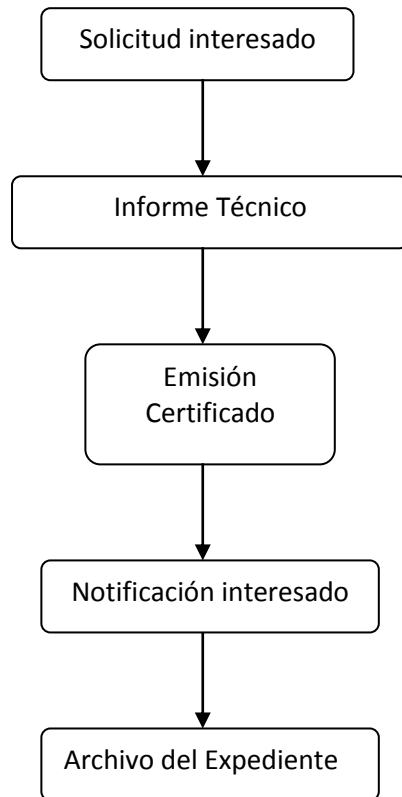 Solicitud interesado
Informe Técnico
Emisión
Certificado
Notificación interesado
Archivo del Expediente